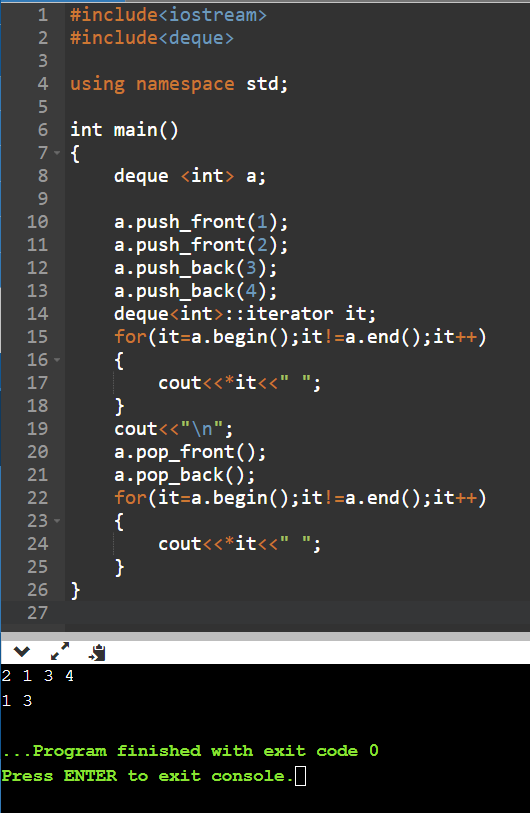 1 #include<iostream>
2 #include<deque>
3
4 using namespace std;
5
6 int main()
7 {
8     deque <int> a;
9
10     a.push_front(1);
11     a.push_front(2);
12     a.push_back(3);
13     a.push_back(4);
14     deque<int>::iterator it;
15     for(it=a.begin();it!=a.end();it++)
16     {
17         cout<<*it<<" ";
18     }
19     cout<<"\n";
20     a.pop_front();
21     a.pop_back();
22     for(it=a.begin();it!=a.end();it++)
23     {
24         cout<<*it<<" ";
25     }
26 }
27
2 1 3 4
1 3
...Program finished with exit code 0
Press ENTER to exit console.